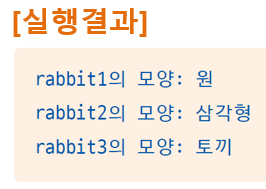 [실행결과]
rabbit1의 모양: 원
rabbit2의 모양: 삼각형
rabbit3의 모양: 토끼